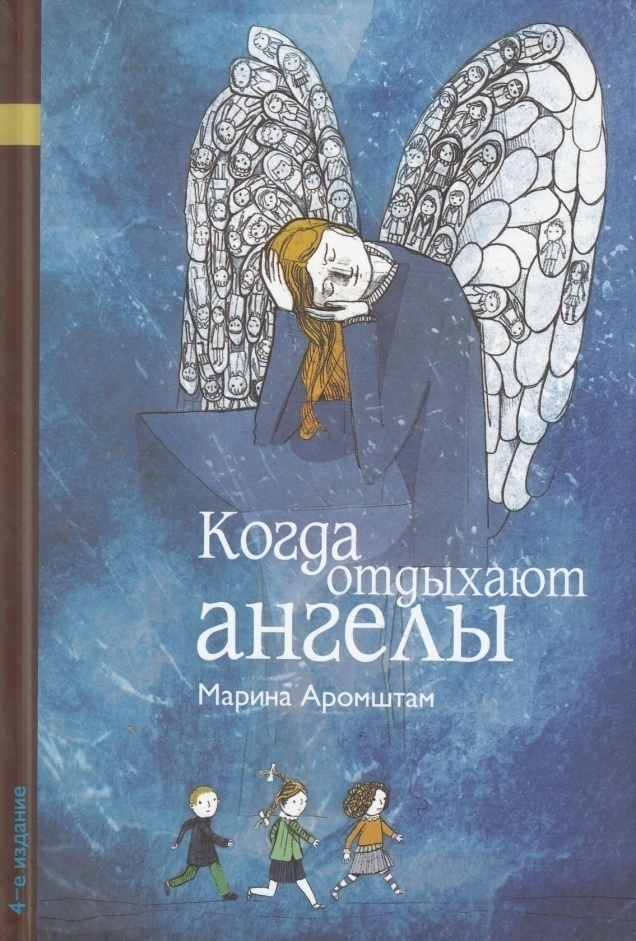 Когда
отдыхают
ангелы
Марина Аромштам
4-е издание